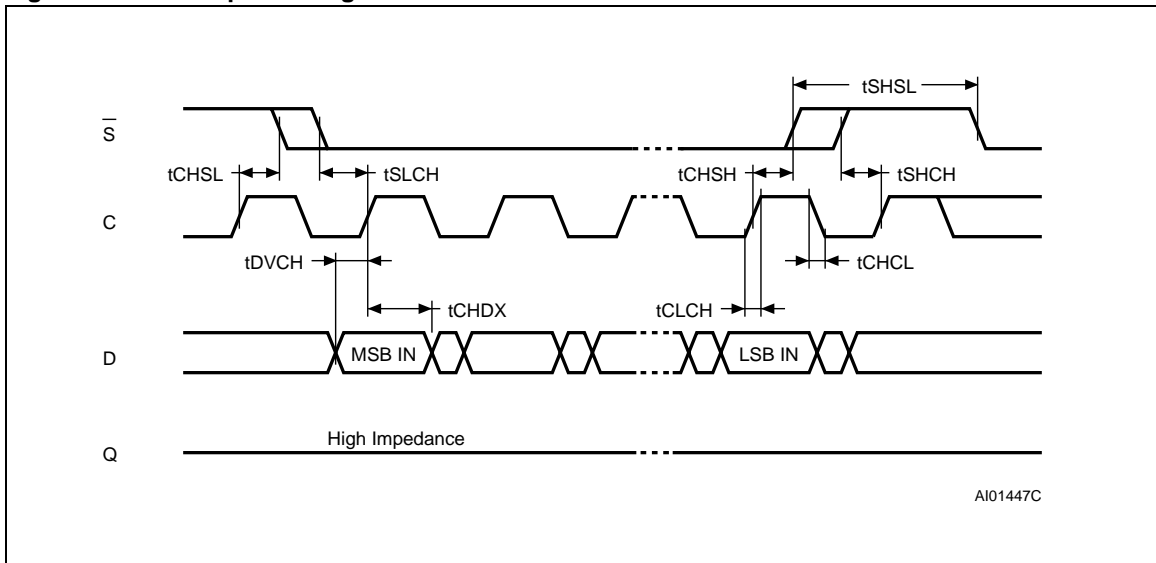 tSHSL
S
tCHSL
tSLCH
tCHSH
tSHCH
C
tDVCH
tCHCL
tCHDX
tCLCH
D
MSB IN
LSB IN
High Impedance
Q
AI01447C